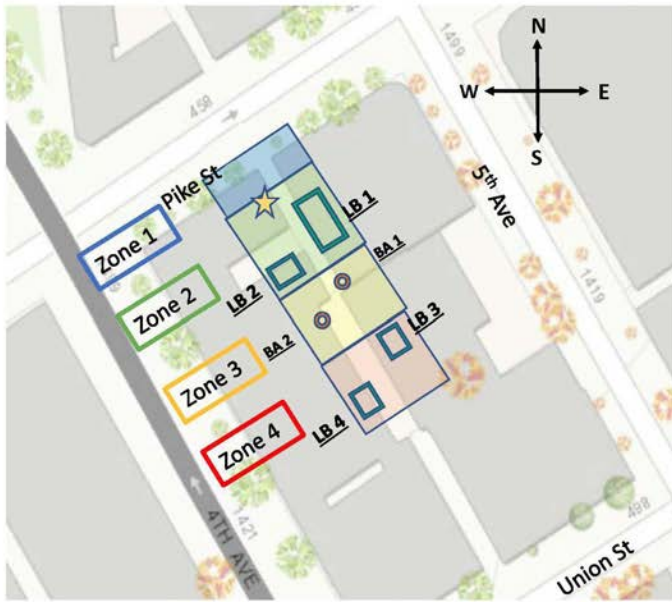 1499
N
W
E
S
458
Pike St
5th Ave
LB 1
Zone 1
BA 1
1419
Zone 2
LB 2
LB 3
BA 2
Zone 3
LB 4
Zone 4
1421
4TH AVE
498
Union St